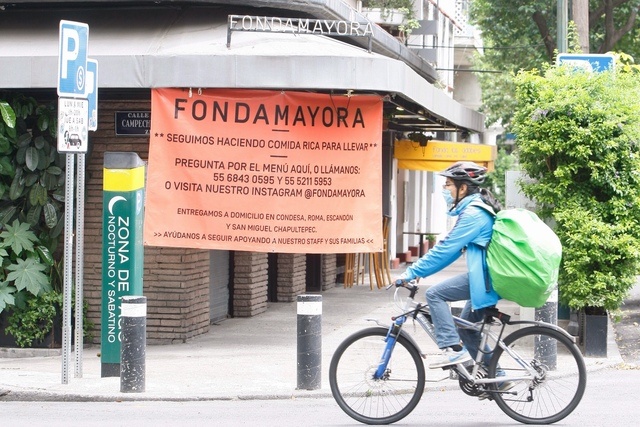 FONDAMAYORA
P
CALLE
CAMPECHE
FONDAMAYORA
** SEGUIMOS HACIENDO COMIDA RICA PARA LLEVAR**
PREGUNTA POR EL MENÚ AQUÍ, O LLÁMANOS:
55 6843 0595 Y 55 5211 5953
O VISITA NUESTRO INSTAGRAM @FONDAMAYORA
ENTREGAMOS A DOMICILIO EN CONDESA, ROMA, ESCANDÓN
Y SAN MIGUEL CHAPULTEPEC.
>> AYÚDANOS A SEGUIR APOYANDO A NUESTRO STAFF Y SUS FAMILIAS <<
ZONA DE
NOCTURNO Y SABATINO